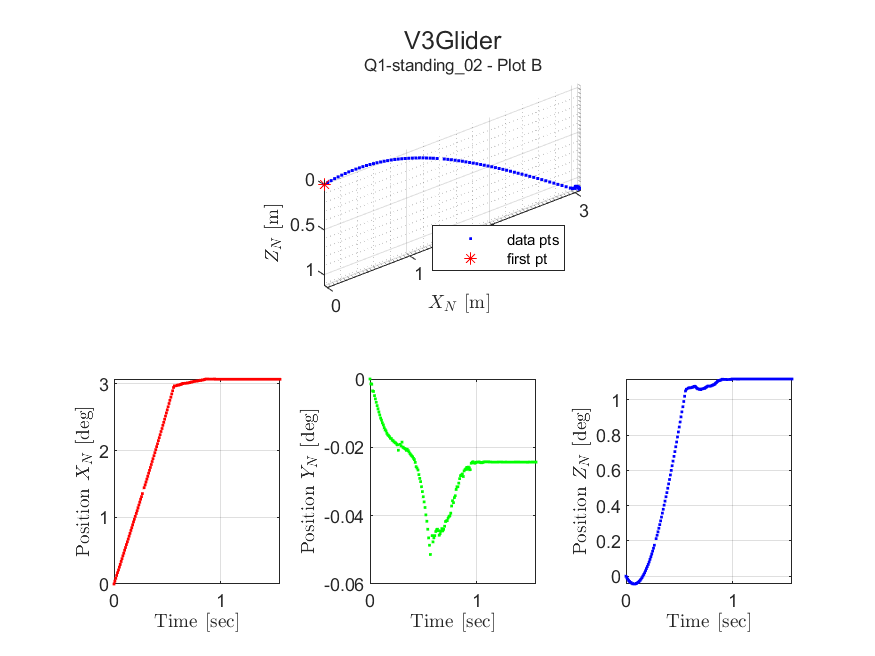 V3Glider
Q1-standing_02 - Plot B
0
0.5
1
Z_N [m]
3
1
0
X_N [m]
data pts
first pt
3
2
1
0
0
1
Position X_N [deg]
Time [sec]
0
-0.02
-0.04
-0.06
0
1
Position Y_N [deg]
Time [sec]
1
0.8
0.6
0.4
0.2
0
0
1
Position Z_N [deg]
Time [sec]